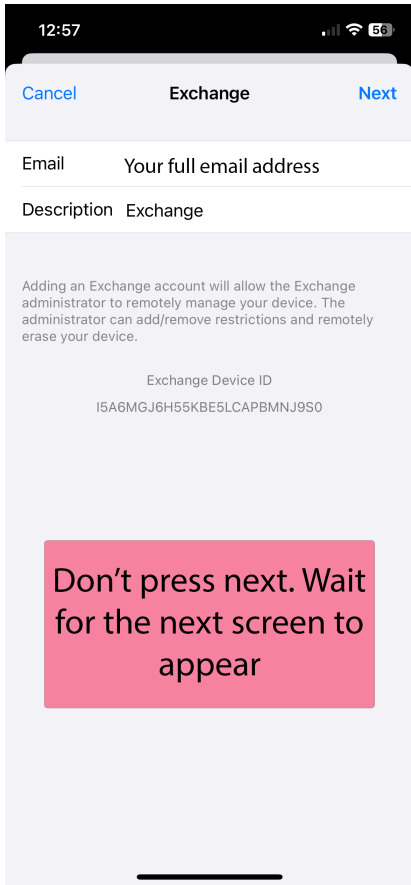 12:57
56
Cancel Exchange Next
Email Your full email address
Description Exchange
Adding an Exchange account will allow the Exchange
administrator to remotely manage your device. The
administrator can add/remove restrictions and remotely
erase your device.
Exchange Device ID
I5A6MGJ6H55KBE5LCAPBMNJ9S0
Don’t press next. Wait
for the next screen to
appear